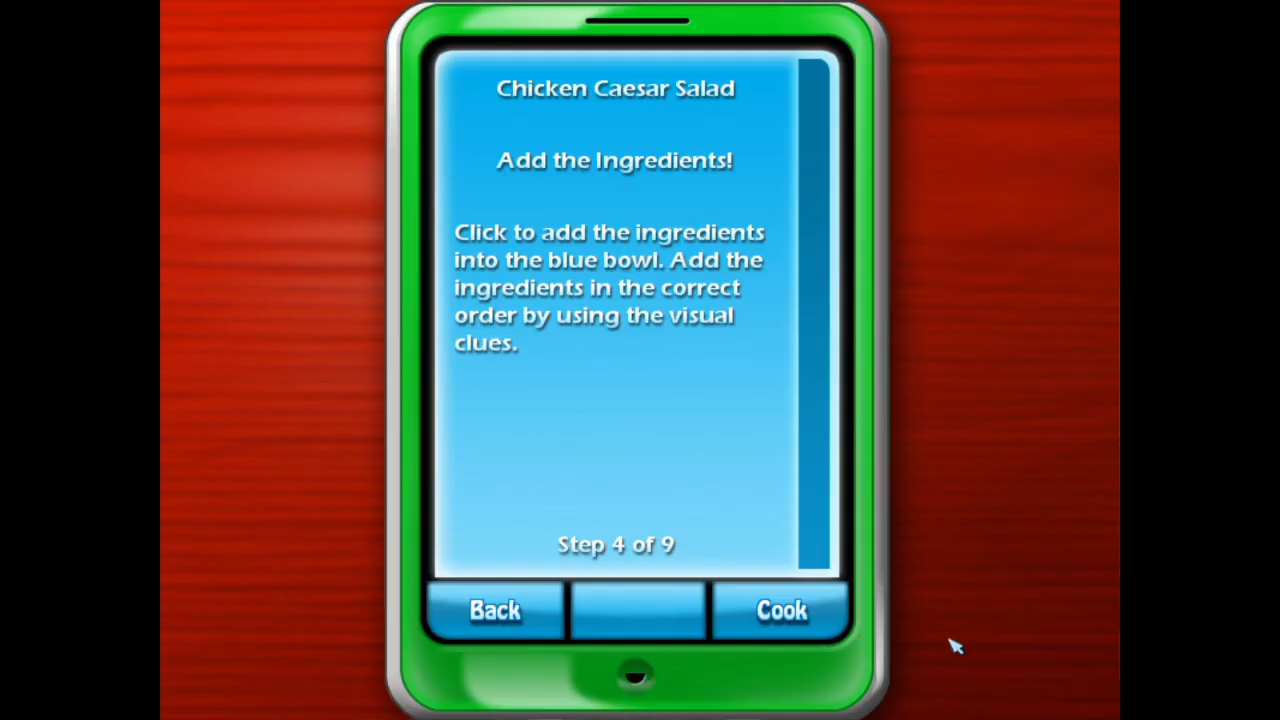 Chicken Caesar Salad
Add the Ingredients!
Click to add the ingredients
into the blue bowl. Add the
ingredients in the correct
order by using the visual
clues.
Step 4 of 9
Back
Cook